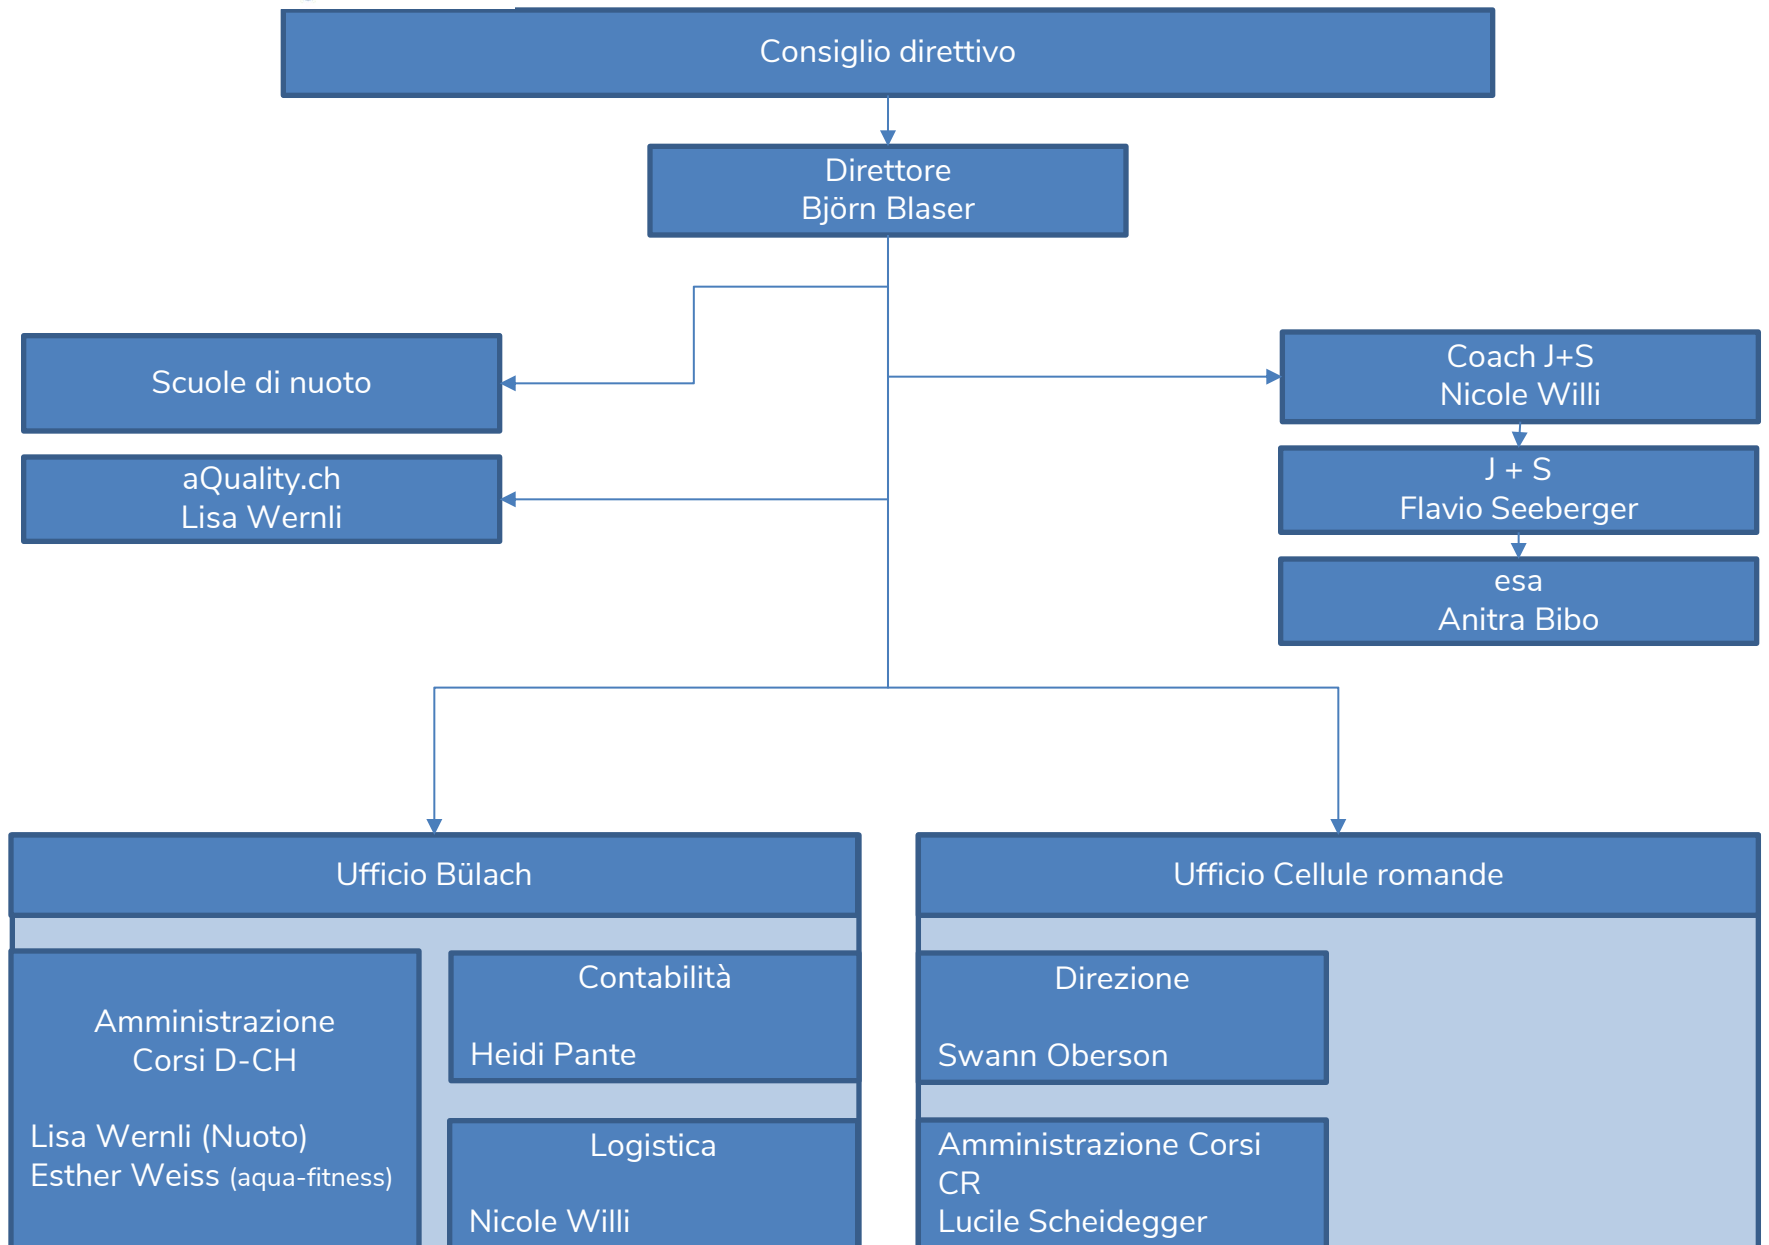 Consiglio direttivo
Direttore
Björn Blaser
Scuole di nuoto
aQuality.ch
Lisa Wernli
Coach J+S
Nicole Willi
J + S
Flavio Seeberger
esa
Anitra Bibo
Ufficio Bülach
Amministrazione
Corsi D-CH
Lisa Wernli (Nuoto)
Esther Weiss (aqua-fitness)
Contabilità
Heidi Pante
Logistica
Nicole Willi
Ufficio Cellule romande
Direzione
Swann Oberson
Amministrazione Corsi
CR
Lucile Scheidegger